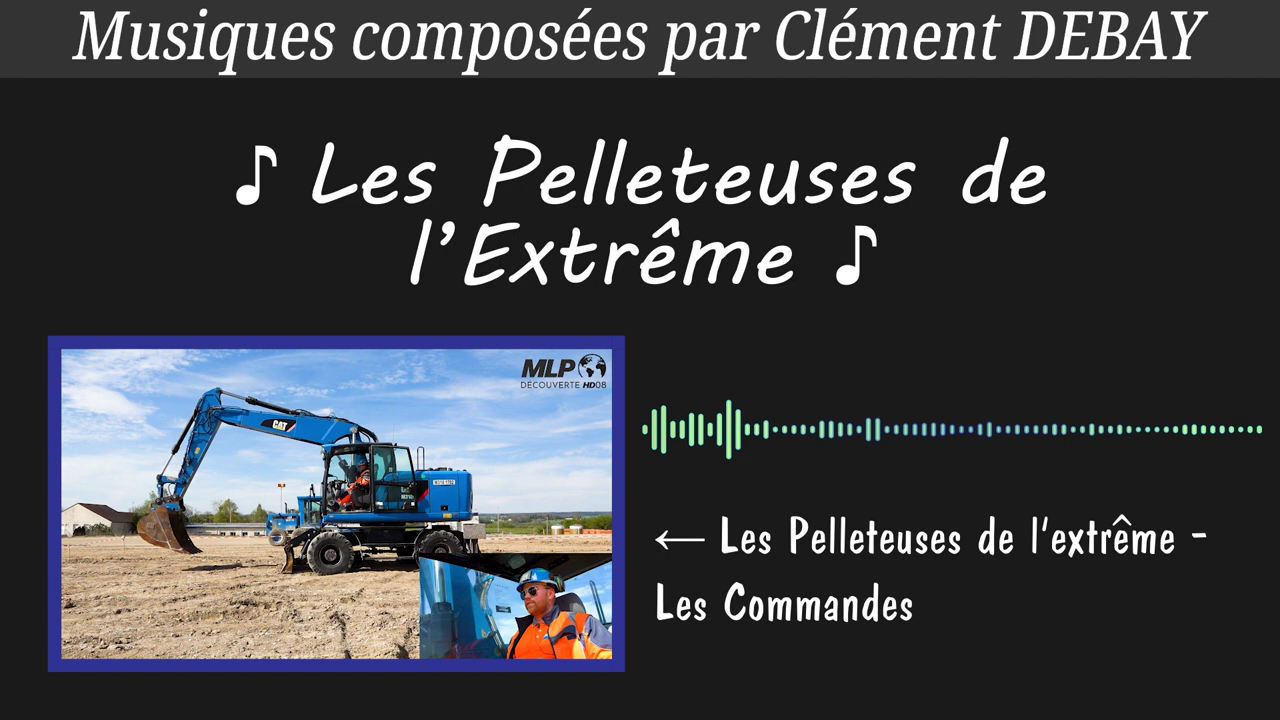 Musiques composées par Clément DEBAY
♪ Les Pelleteuses de
l'Extrême ♪
MLP
DÉCOUVERTE HD08
CAT
← Les Pelleteuses de l'extrême -
Les Commandes